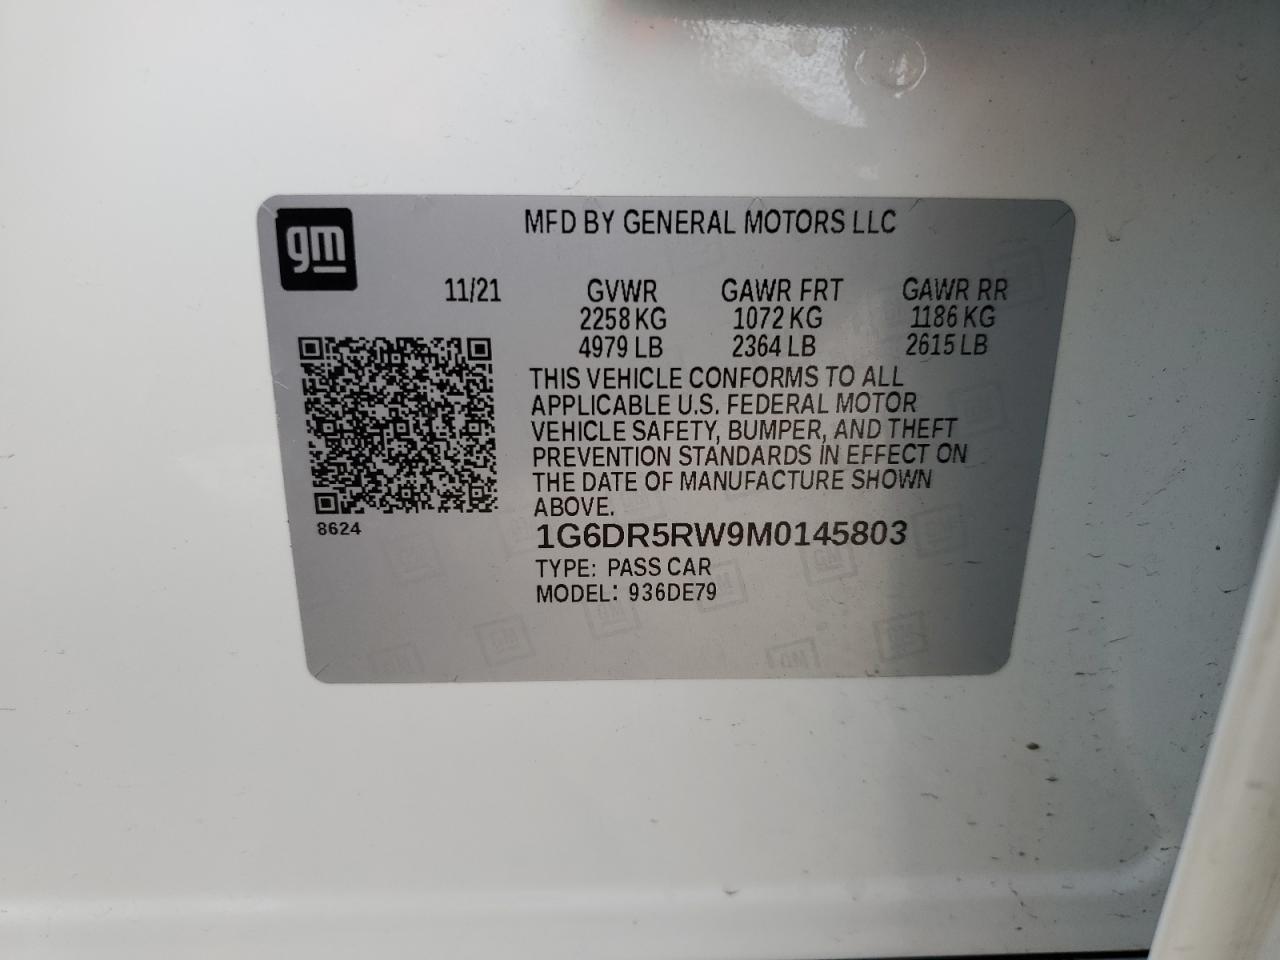 gm
MFD BY GENERAL MOTORS LLC
11/21 GVWR GAWR FRT GAWR RR
2258 KG 1072 KG 1186 KG
4979 LB 2364 LB 2615 LB
THIS VEHICLE CONFORMS TO ALL
APPLICABLE U.S. FEDERAL MOTOR
VEHICLE SAFETY, BUMPER, AND THEFT
PREVENTION STANDARDS IN EFFECT ON
THE DATE OF MANUFACTURE SHOWN
ABOVE.
8624
1G6DR5RW9M0145803
TYPE: PASS CAR
MODEL: 936DE79